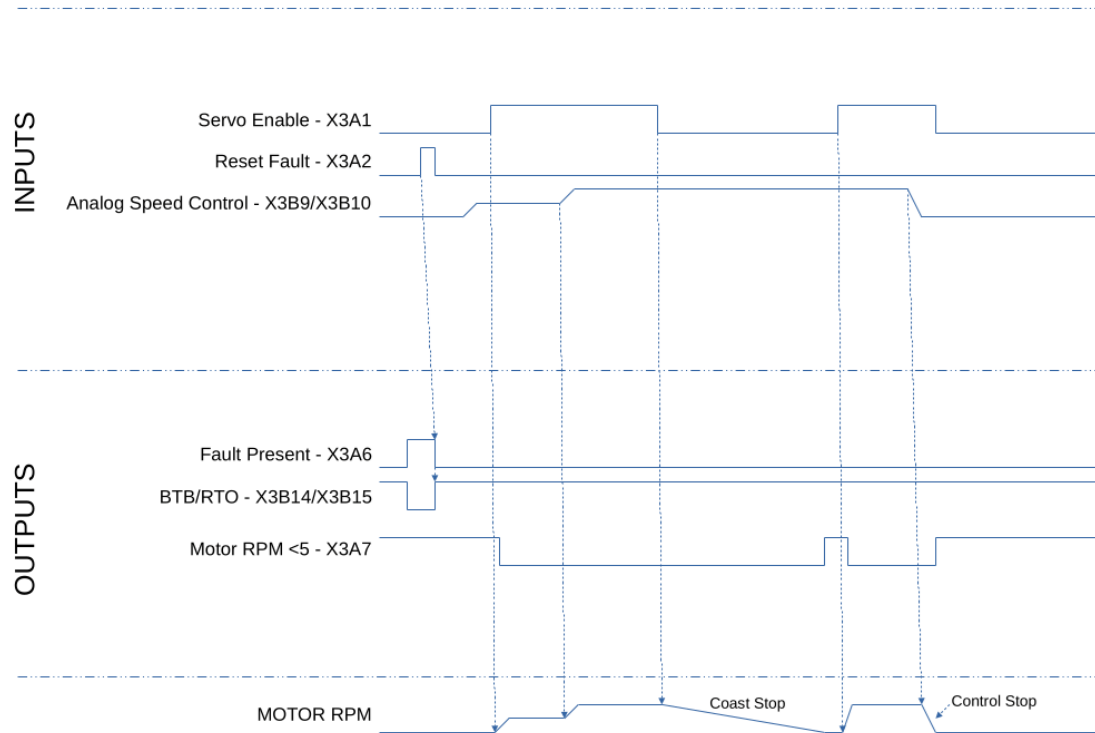 INPUTS
Servo Enable - X3A1
Reset Fault - X3A2
Analog Speed Control - X3B9/X3B10
OUTPUTS
Fault Present - X3A6
BTB/RTO - X3B14/X3B15
Motor RPM <5 - X3A7
MOTOR RPM
Coast Stop
Control Stop